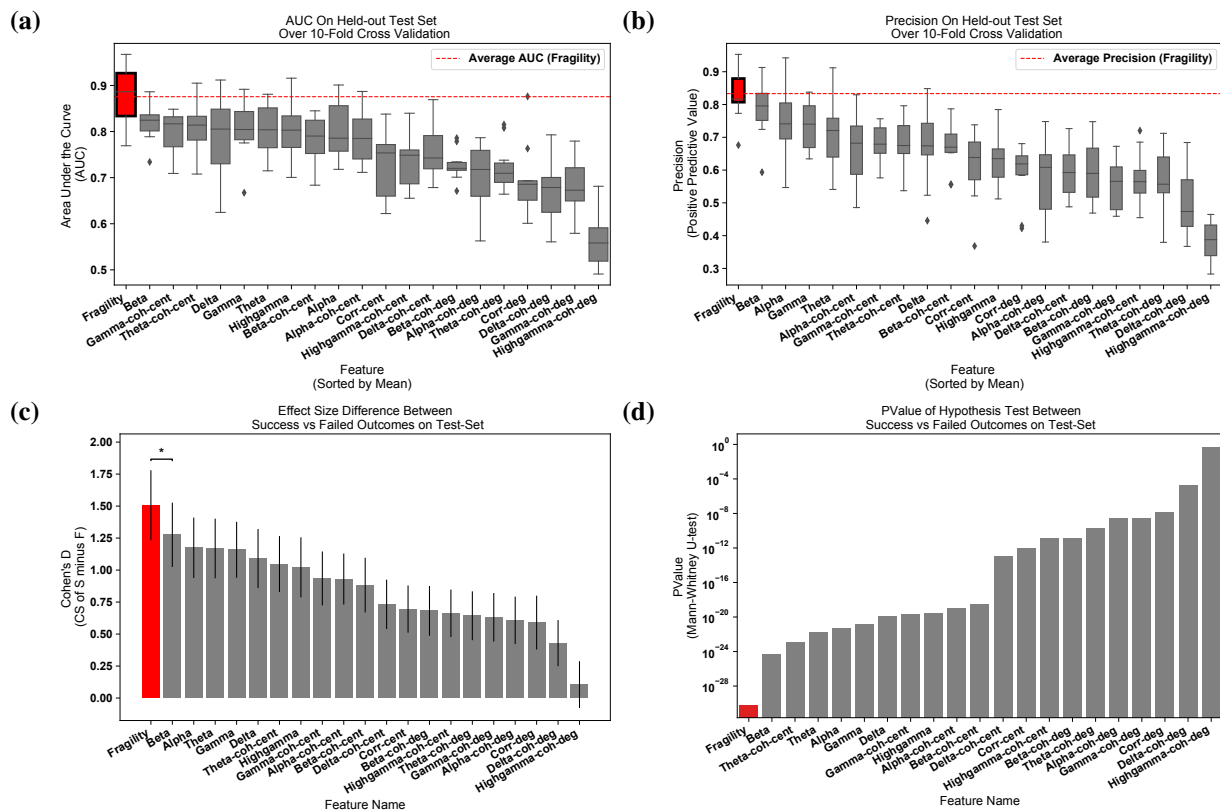 (a)
AUC On Held-out Test Set
Over 10-Fold Cross Validation
Average AUC (Fragility)
Area Under the Curve
(AUC)
0.9
0.8
0.7
0.6
0.5
Fragility
Beta
Gamma-coh-cent
Theta-coh-cent
Delta
Gamma
Theta
Highgamma
Beta-coh-cent
Alpha
Alpha-coh-cent
Corr-cent
Highgamma-coh-cent
Delta-coh-cent
Beta-coh-deg
Alpha-coh-deg
Theta-coh-deg
Corr-deg
Delta-coh-deg
Gamma-coh-deg
Highgamma-coh-deg
Feature
(Sorted by Mean)
(b)
Precision On Held-out Test Set
Over 10-Fold Cross Validation
Average Precision (Fragility)
Precision
(Positive Predictive Value)
0.9
0.8
0.7
0.6
0.5
0.4
0.3
Fragility
Beta
Alpha
Gamma
Theta
Alpha-coh-cent
Gamma-coh-cent
Theta-coh-cent
Delta
Beta-coh-cent
Corr-cent
Highgamma
Corr-deg
Alpha-coh-deg
Delta-coh-cent
Beta-coh-deg
Gamma-coh-deg
Highgamma-coh-cent
Theta-coh-deg
Delta-coh-deg
Highgamma-coh-deg
Feature
(Sorted by Mean)
(c)
Effect Size Difference Between
Success vs Failed Outcomes on Test-Set
*
Cohen's D
(CS of S minus F)
2.00
1.75
1.50
1.25
1.00
0.75
0.50
0.25
0.00
Fragility
Beta
Alpha
Theta
Gamma
Delta
Theta-coh-cent
Highgamma
Gamma-coh-cent
Alpha-coh-cent
Beta-coh-cent
Delta-coh-cent
Corr-cent
Beta-coh-deg
Highgamma-coh-cent
Theta-coh-deg
Gamma-coh-deg
Alpha-coh-deg
Corr-deg
Delta-coh-deg
Highgamma-coh-deg
Feature Name
(d)
PValue of Hypothesis Test Between
Success vs Failed Outcomes on Test-Set
PValue
(Mann-Whitney U-test)
10⁰
10⁻⁴
10⁻⁸
10⁻¹²
10⁻¹⁶
10⁻²⁰
10⁻²⁴
10⁻²⁸
Fragility
Beta
Theta-coh-cent
Theta
Alpha
Gamma
Delta
Gamma-coh-cent
Highgamma
Alpha-coh-cent
Beta-coh-cent
Delta-coh-cent
Corr-cent
Highgamma-coh-cent
Beta-coh-deg
Theta-coh-deg
Alpha-coh-deg
Gamma-coh-deg
Corr-deg
Delta-coh-deg
Highgamma-coh-deg
Feature Name